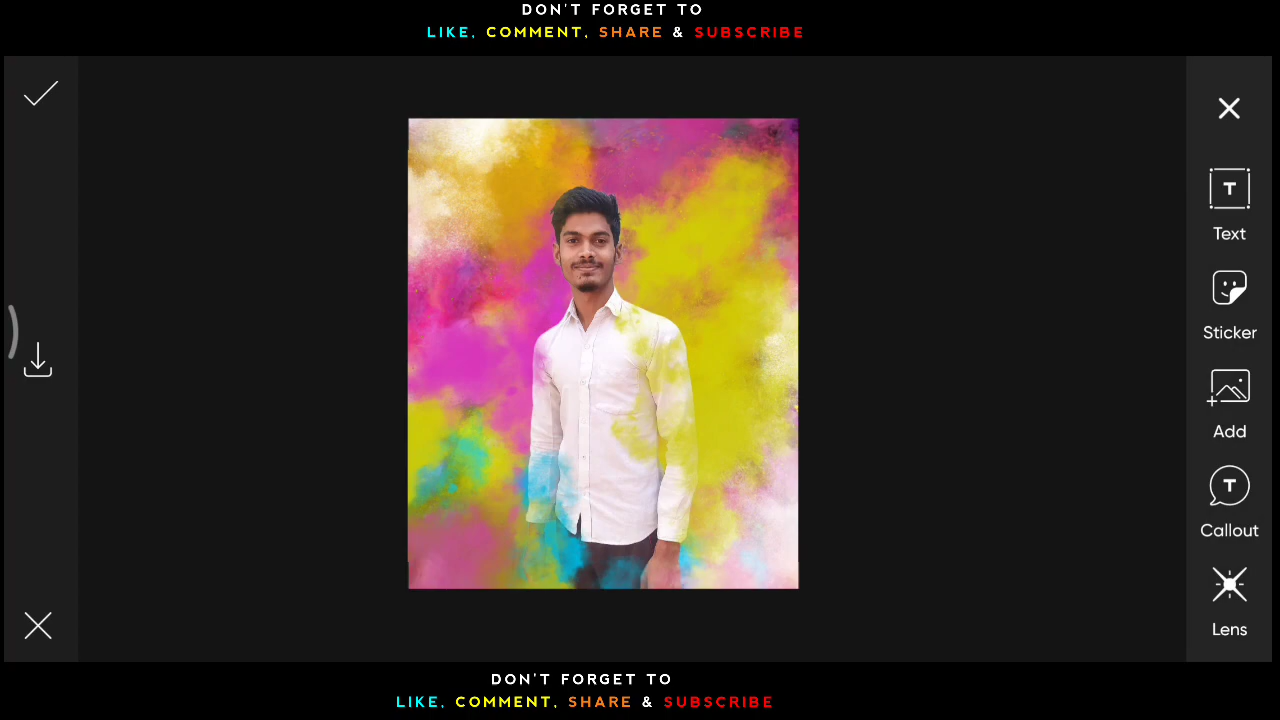 DON'T FORGET TO
LIKE, COMMENT, SHARE & SUBSCRIBE
T
Text
Sticker
Add
T
Callout
Lens
DON'T FORGET TO
LIKE, COMMENT, SHARE & SUBSCRIBE